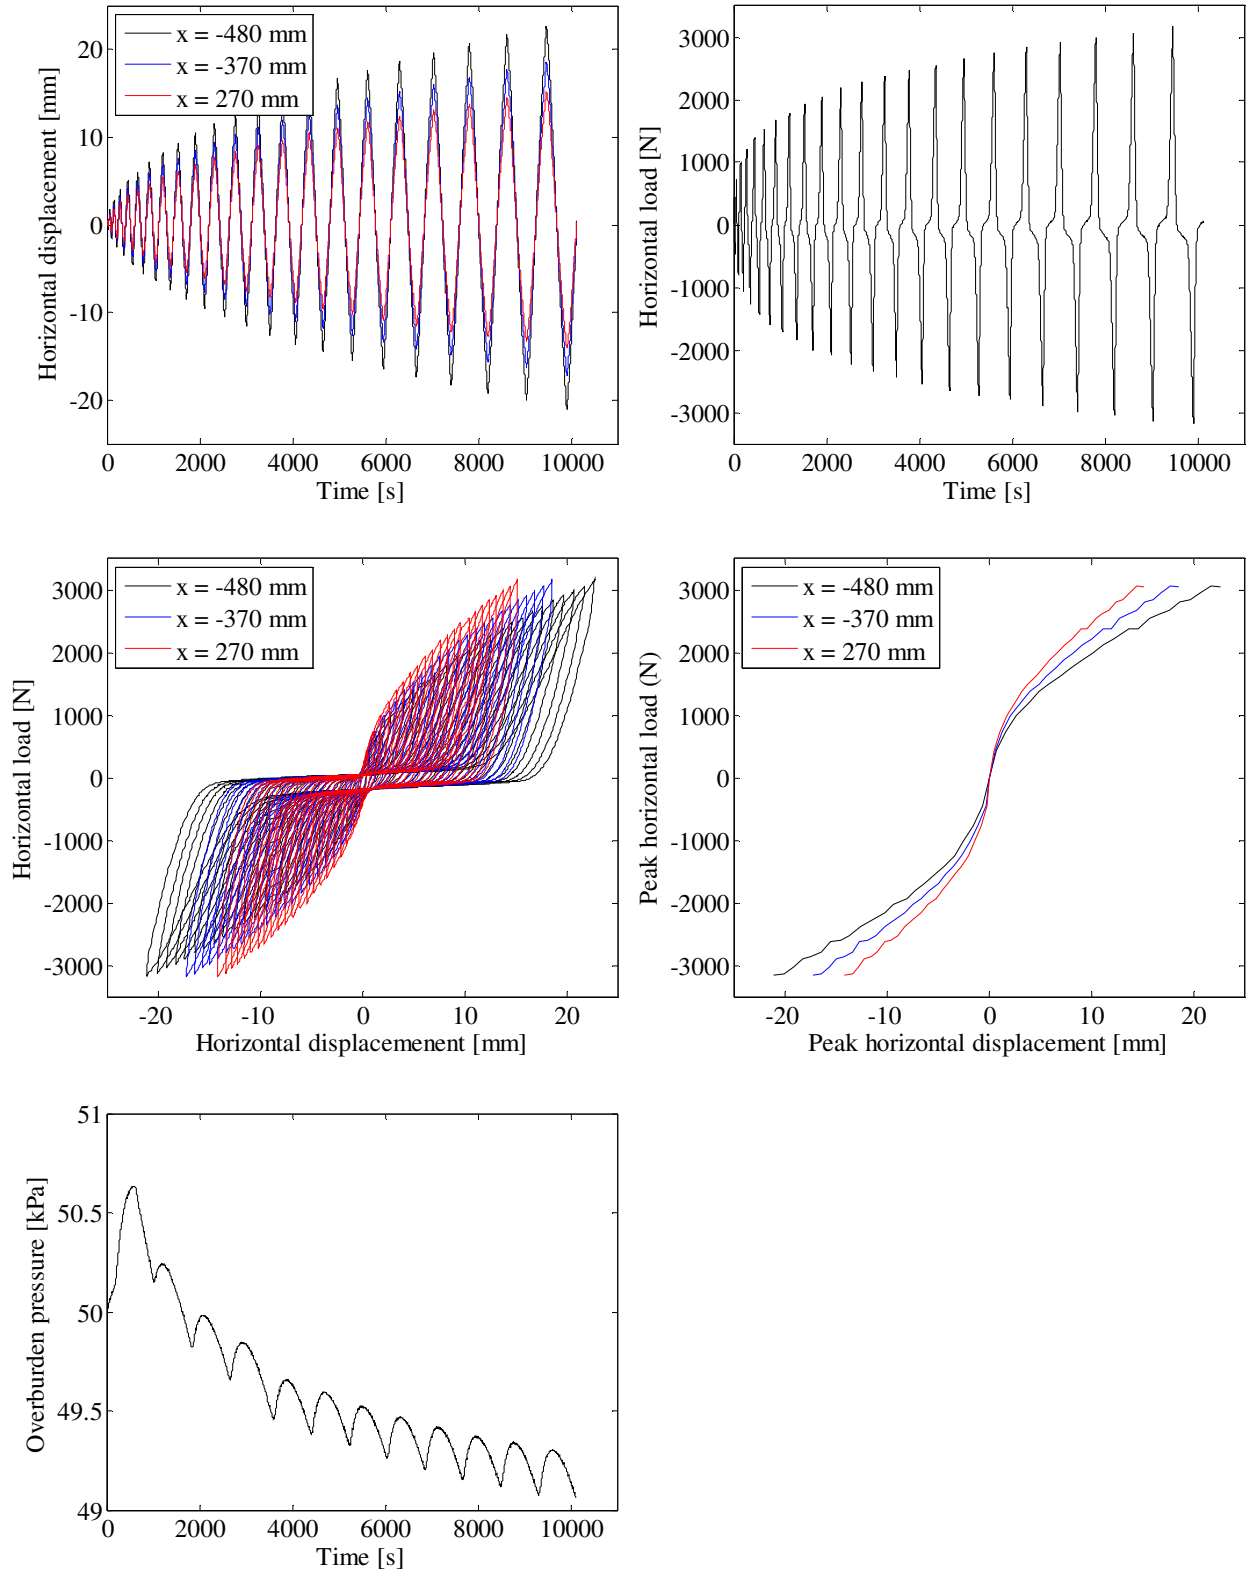 x = -480 mm
x = -370 mm
x = 270 mm
20
10
0
-10
-20
Horizontal displacement [mm]
0 2000 4000 6000 8000 10000
Time [s]
3000
2000
1000
0
-1000
-2000
-3000
Horizontal load [N]
0 2000 4000 6000 8000 10000
Time [s]
x = -480 mm
x = -370 mm
x = 270 mm
3000
2000
1000
0
-1000
-2000
-3000
Horizontal load [N]
-20 -10 0 10 20
Horizontal displacemenent [mm]
x = -480 mm
x = -370 mm
x = 270 mm
3000
2000
1000
0
-1000
-2000
-3000
Peak horizontal load (N)
-20 -10 0 10 20
Peak horizontal displacement [mm]
51
50.5
50
49.5
49
Overburden pressure [kPa]
0 2000 4000 6000 8000 10000
Time [s]